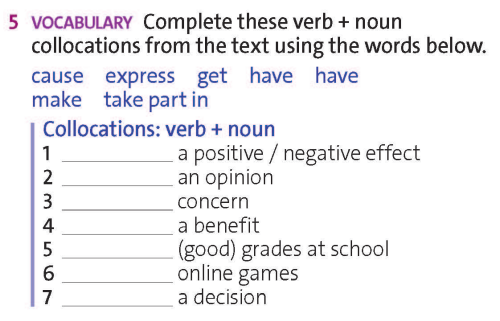 5 VOCABULARY Complete these verb + noun
collocations from the text using the words below.
cause express get have have
make take part in
Collocations: verb + noun
1 __________ a positive / negative effect
2 __________ an opinion
3 __________ concern
4 __________ a benefit
5 __________ (good) grades at school
6 __________ online games
7 __________ a decision